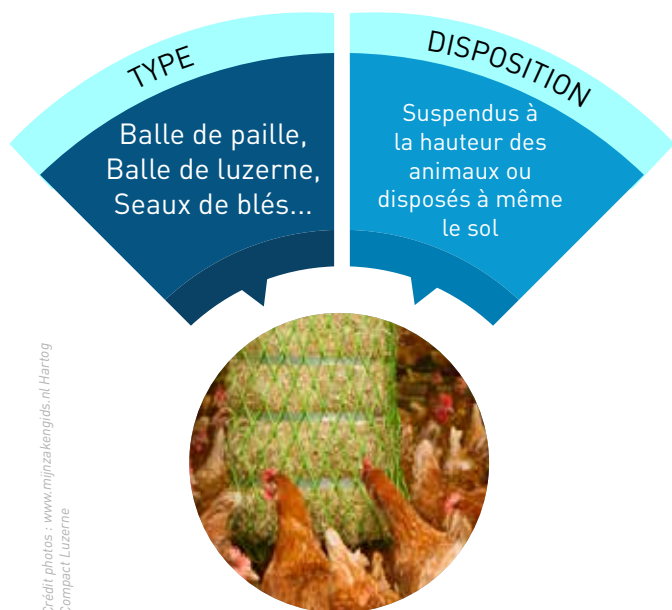 TYPE
Balle de paille,
Balle de luzerne,
Seaux de blés...
DISPOSITION
Suspendus à
la hauteur des
animaux ou
disposés à même
le sol
Crédit photos : www.mijnzakengids.nl Hartog
Compact Luzerne